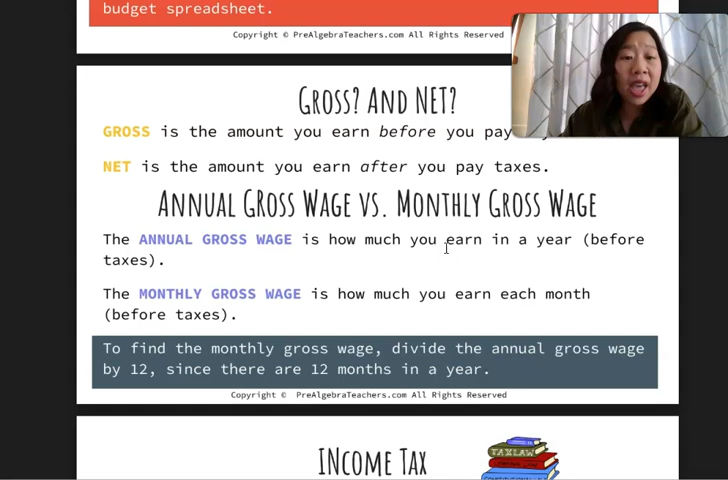 budget spreadsheet.
Copyright © PreAlgebraTeachers.com All Rights Reserved
GROSS? AND NET?
GROSS is the amount you earn before you pay
NET is the amount you earn after you pay taxes.
ANNUAL GROSS WAGE VS. MONTHLY GROSS WAGE
The ANNUAL GROSS WAGE is how much you earn in a year (before
taxes).
The MONTHLY GROSS WAGE is how much you earn each month
(before taxes).
To find the monthly gross wage, divide the annual gross wage
by 12, since there are 12 months in a year.
Copyright © PreAlgebraTeachers.com All Rights Reserved
INCOME TAX
TAX LAW